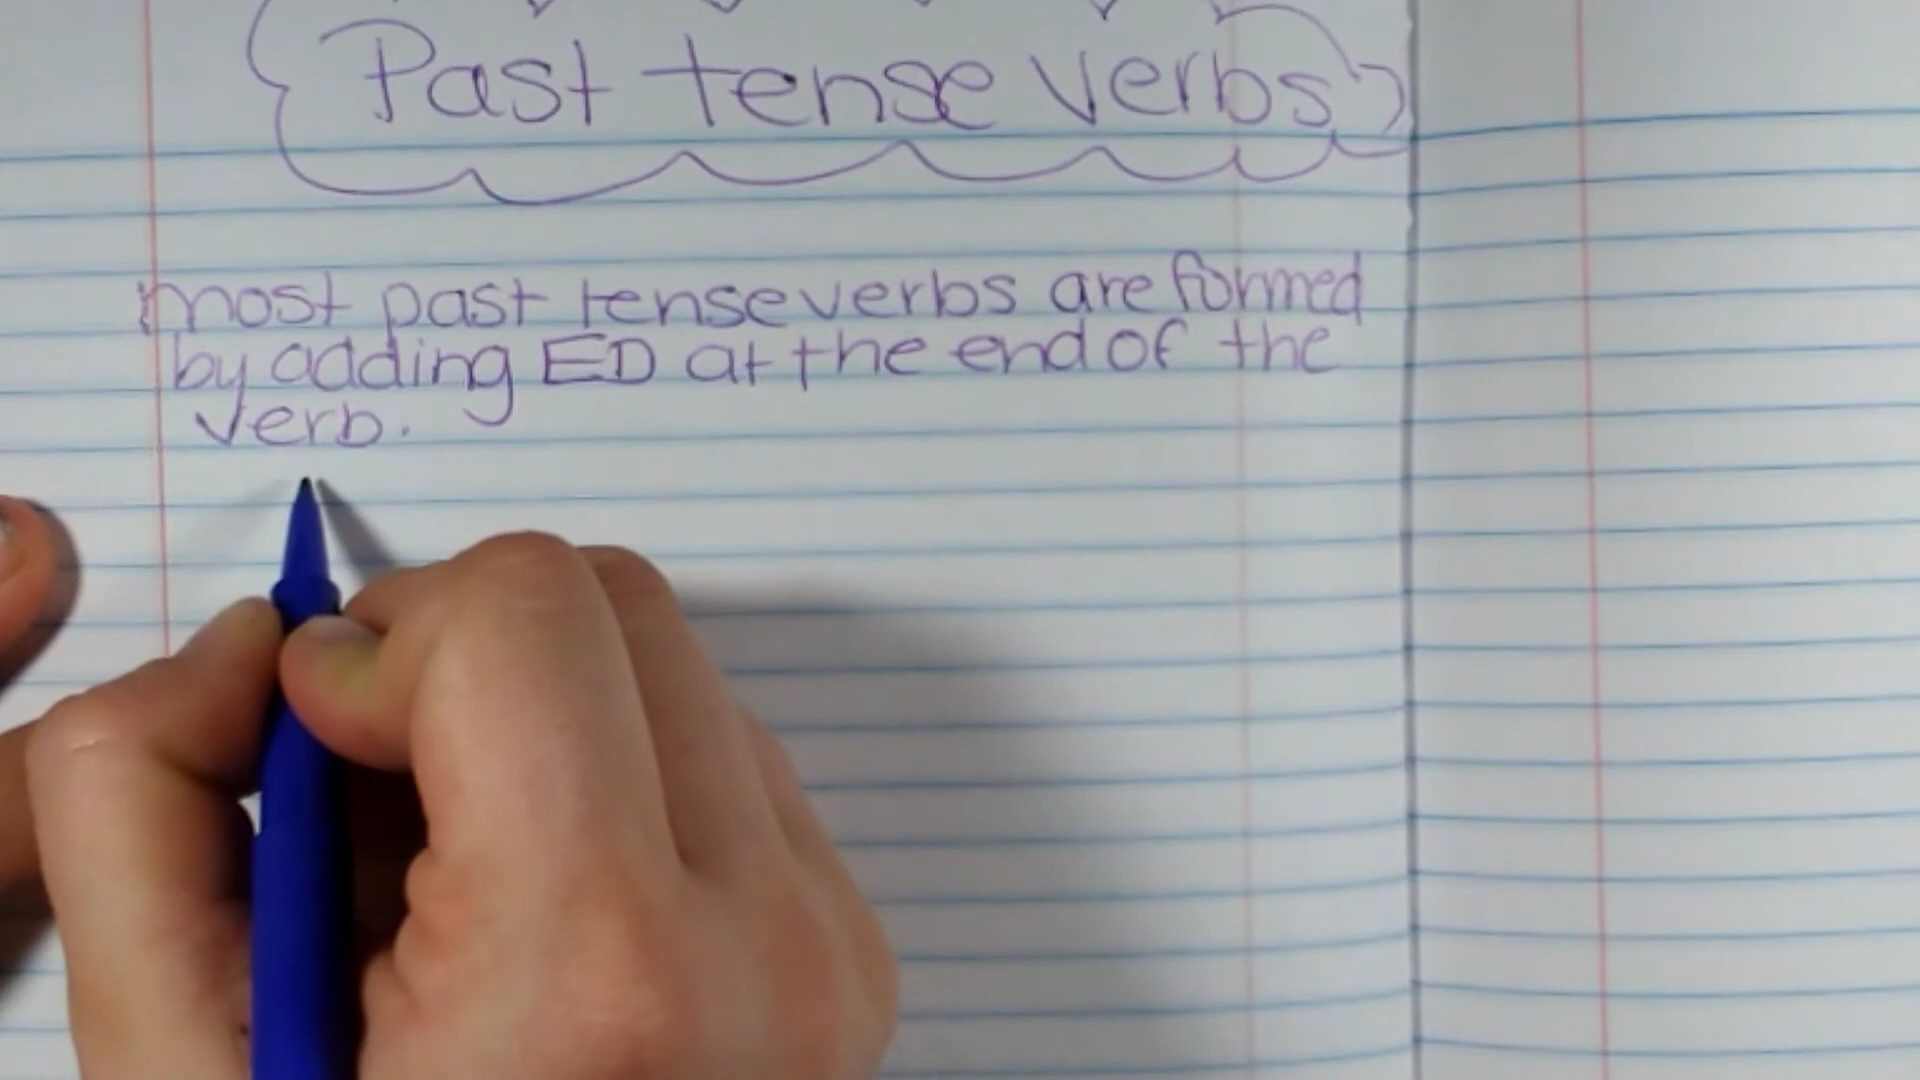 Past tense verbs
most past tense verbs are formed
by adding ED at the end of the
verb.